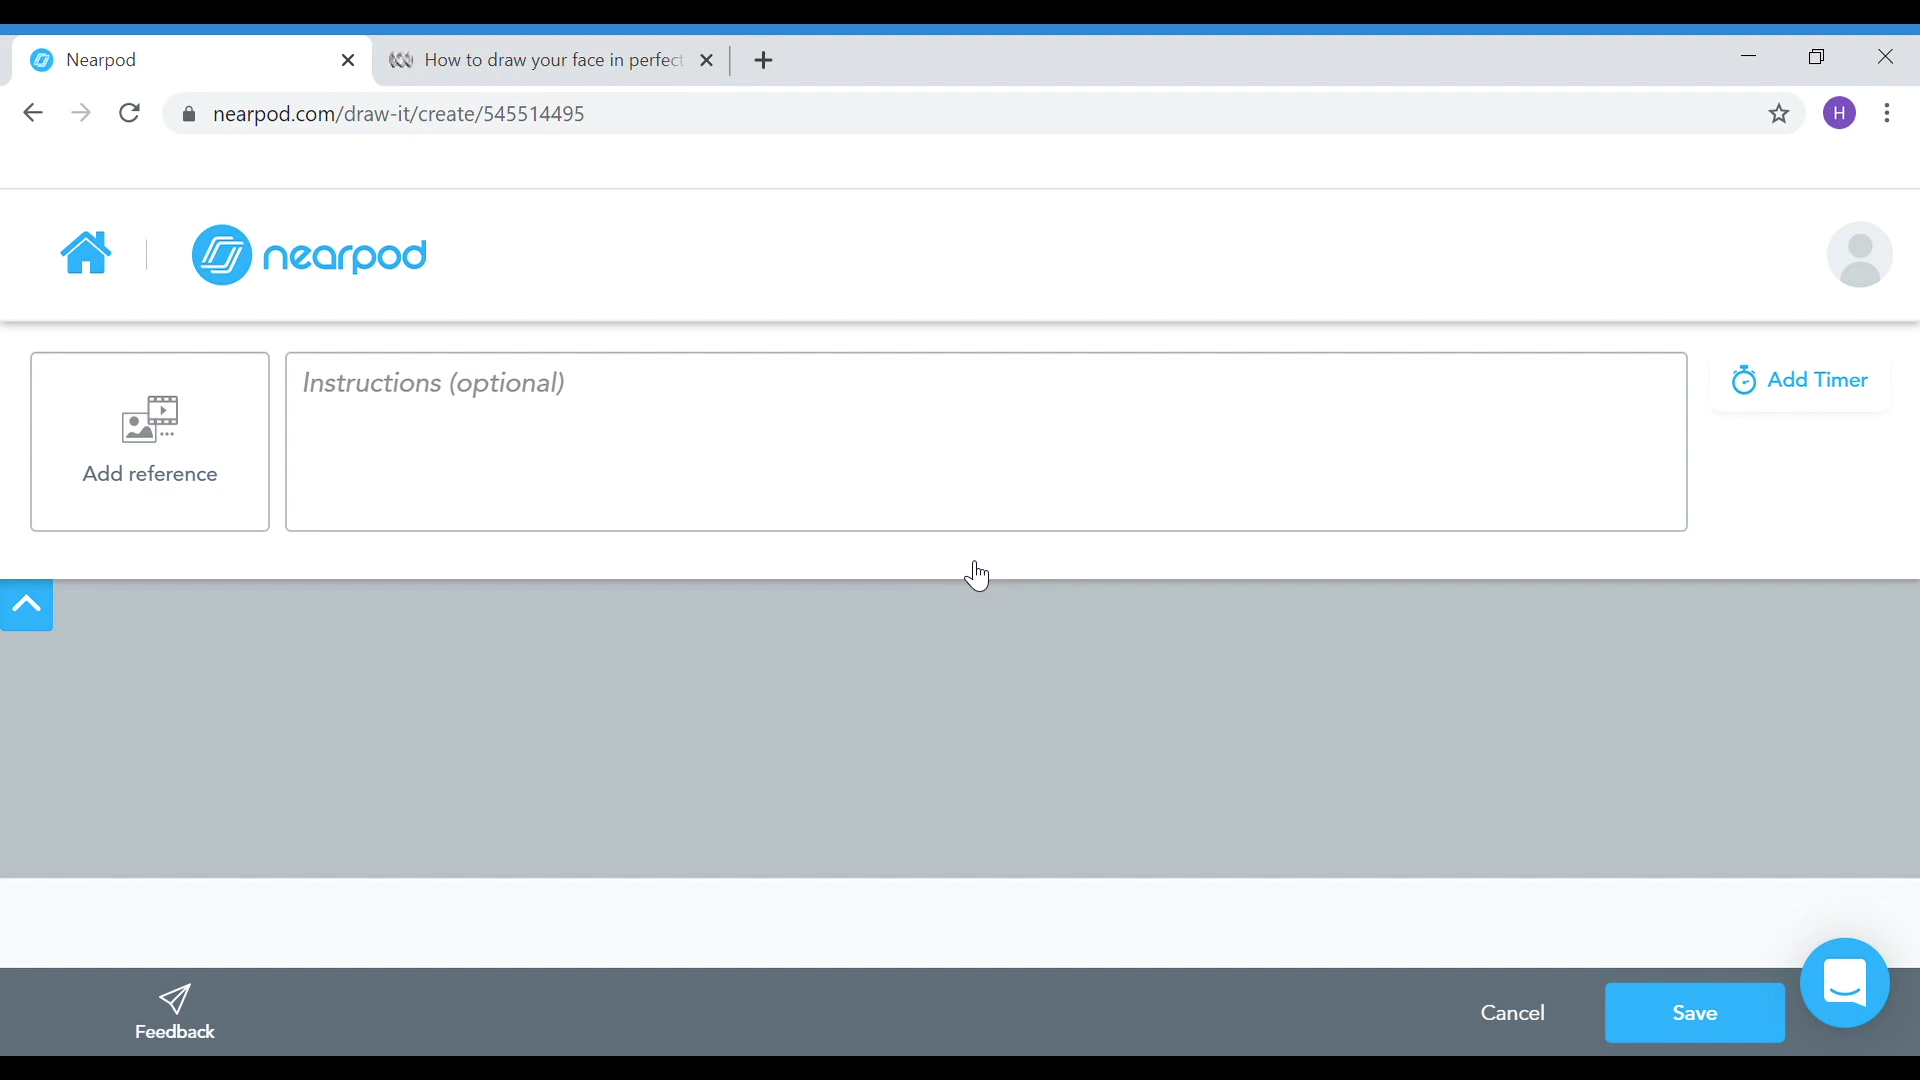 Nearpod
How to draw your face in perfect
nearpod.com/draw-it/create/545514495
H
nearpod
Instructions (optional)
Add Timer
Add reference
Feedback
Cancel
Save